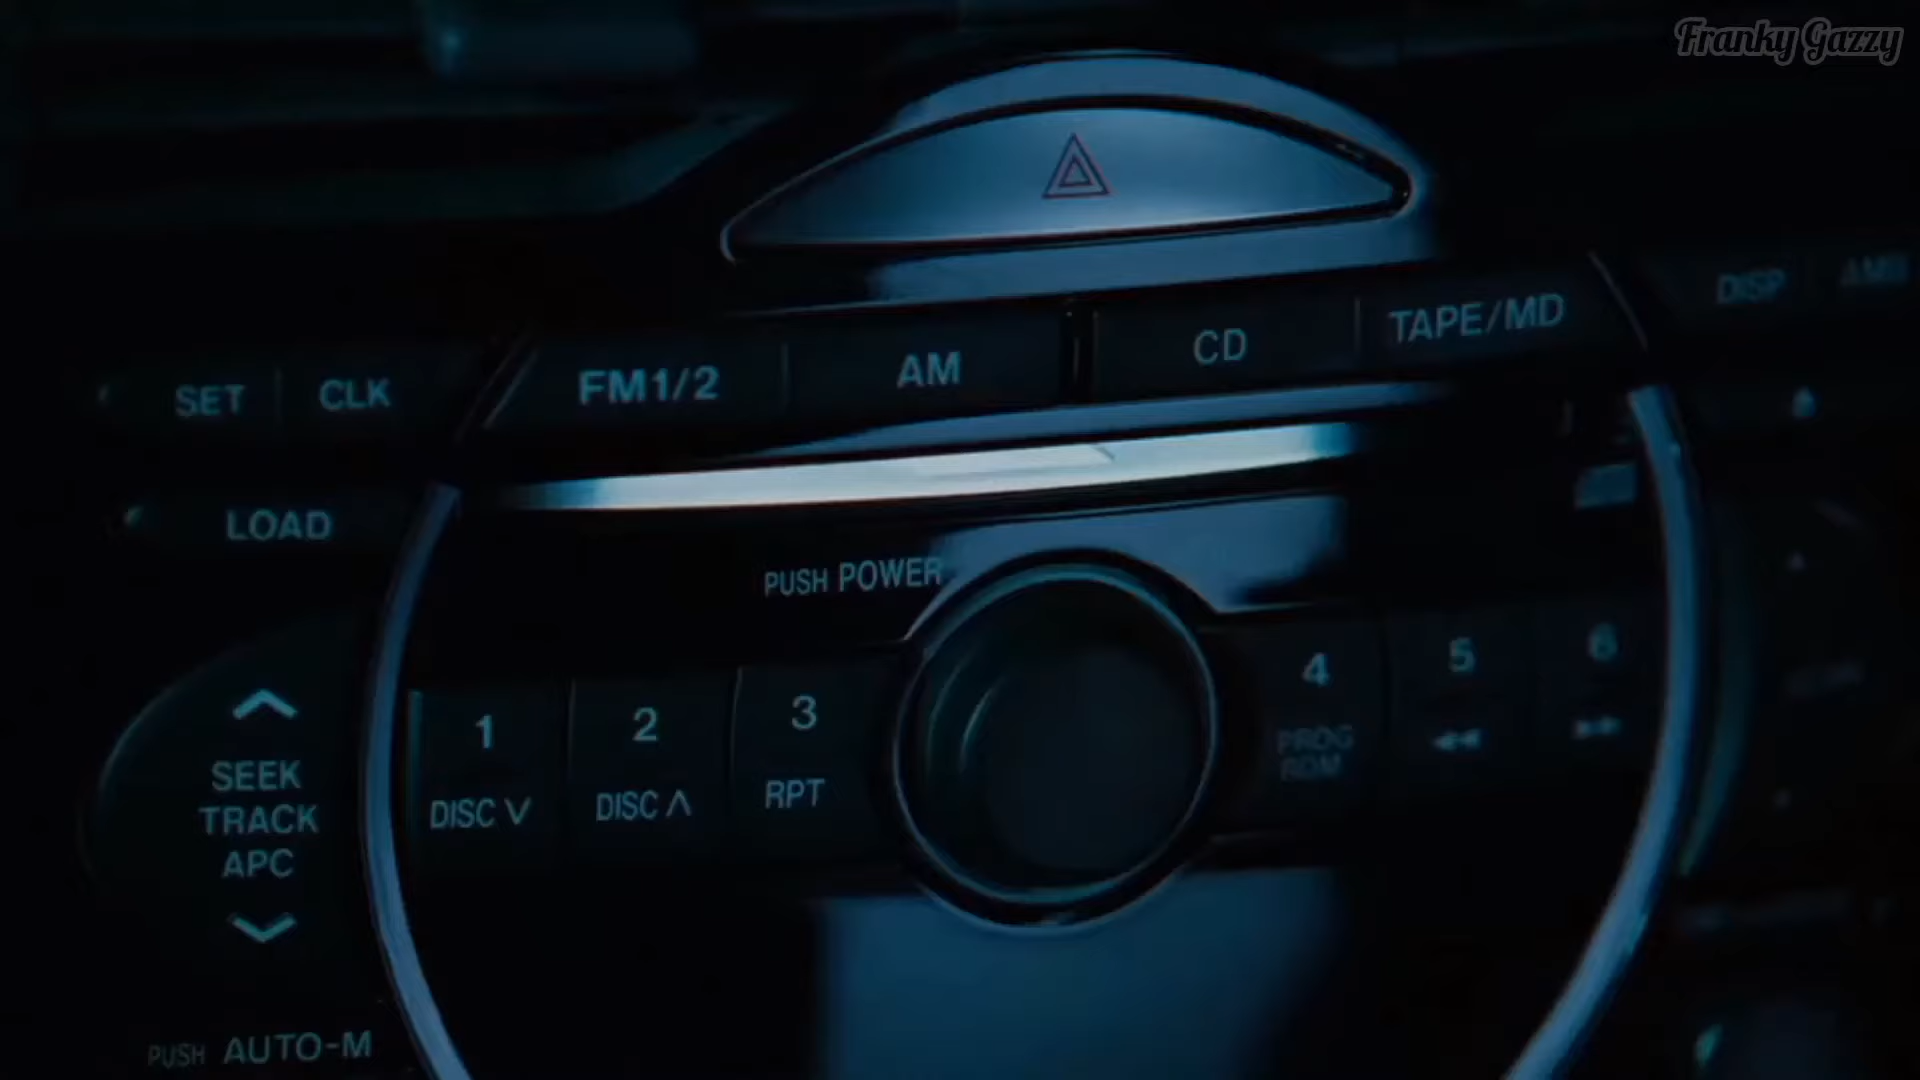 Franky Gazzy
DISP
TAPE/MD
CD
AM
FM1/2
SET
CLK
LOAD
PUSH POWER
1
2
3
4
5
6
DISC
DISC
RPT
PROG
SEEK
TRACK
APC
PUSH AUTO-M